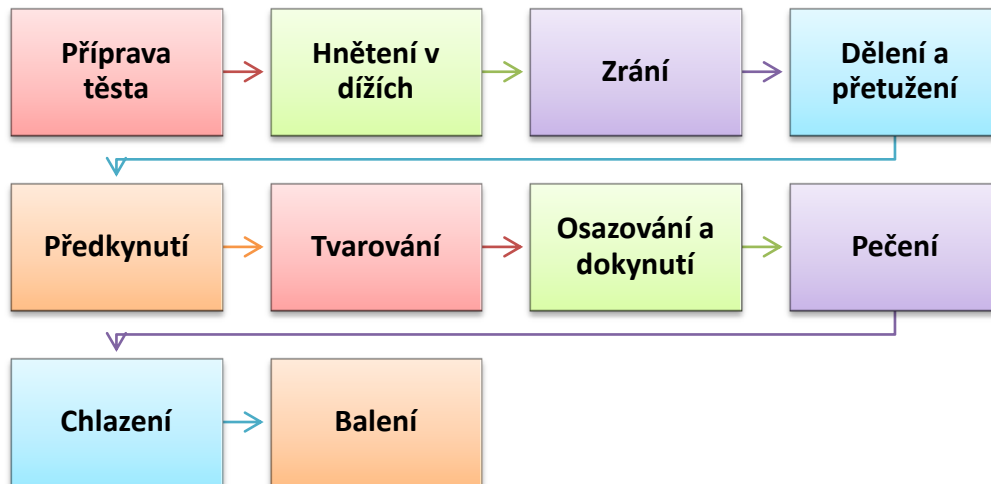 Příprava
těsta
Hnětení v
dížích
Zrání
Dělení a
přetužení
Předkynutí
Tvarování
Osazování a
dokynutí
Pečení
Chlazení
Balení